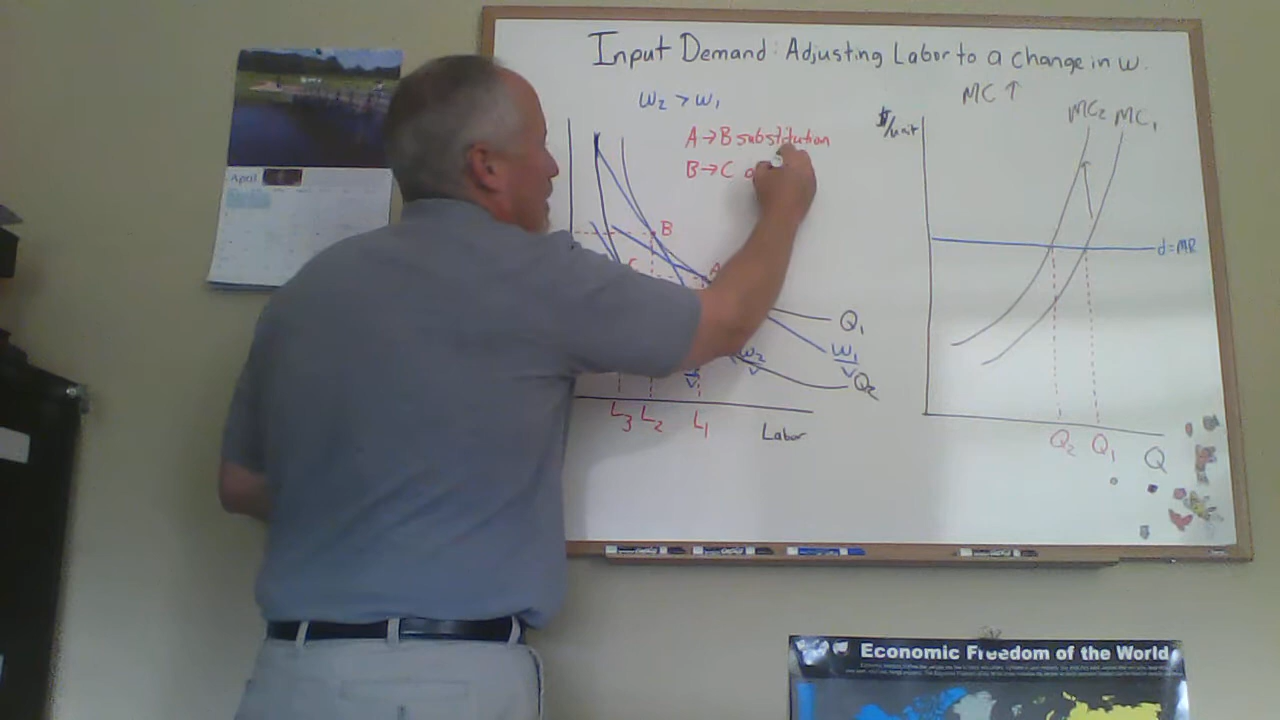 Input Demand: Adjusting Labor to a change in w.
W₂ > W₁
MC ↑
A→B substitution
B→C
$/unit
MC₂ MC₁
B
C
A
d=MR
Q₁
W₁/V
W₂/V
V
Q₂
L₃ L₂ L₁
Labor
Q₂ Q₁ Q
April
Economic Freedom of the World